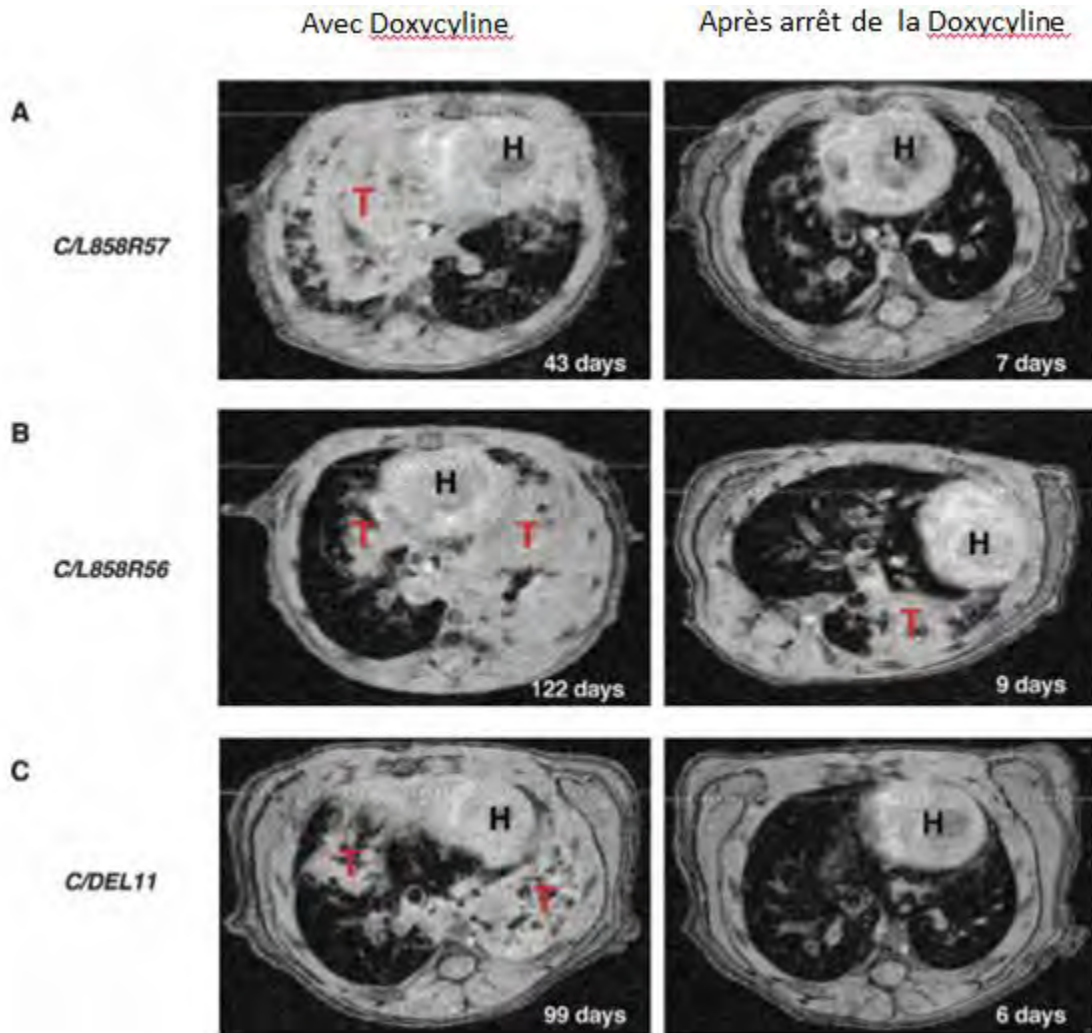 Avec Doxycyline
Après arrêt de la Doxycyline
A
C/L858R57
T
H
43 days
H
7 days
B
C/L858R56
T
H
T
122 days
H
T
9 days
C
C/DEL11
T
H
T
99 days
H
6 days